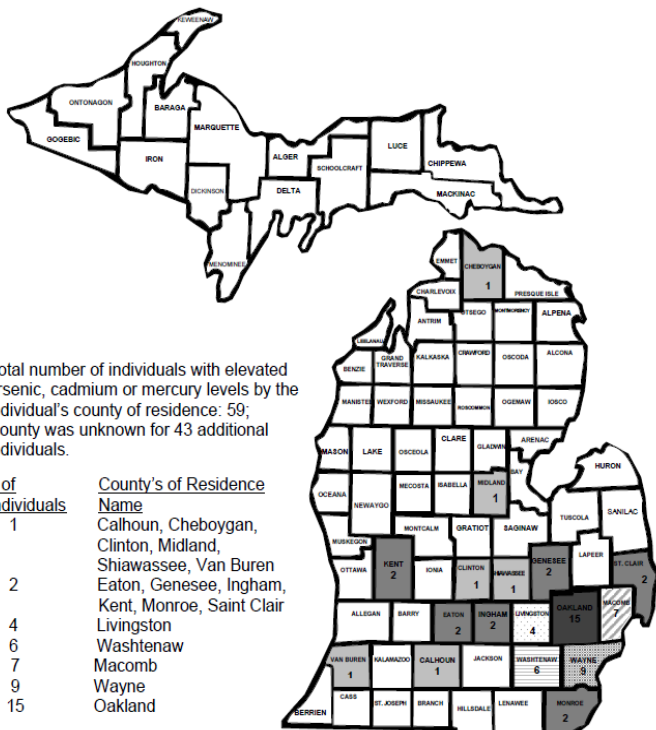 KEWEENAW
HOUGHTON
ONTONAGON
BARAGA
MARQUETTE
GOGEBIC
IRON
ALGER
LUCE
CHIPPEWA
SCHOOLCRAFT
DICKINSON
DELTA
MACKINAC
MENOMINEE
EMMET
CHEBOYGAN
1
PRESQUE ISLE
CHARLEVOIX
ANTRIM
OTSEGO
MONTMORENCY
ALPENA
LEELANAU
otal number of individuals with elevated
rsenic, cadmium or mercury levels by the
dividual's county of residence: 59;
ounty was unknown for 43 additional
dividuals.
of
dividuals
County's of Residence
Name
1 Calhoun, Cheboygan,
Clinton, Midland,
Shiawassee, Van Buren
2 Eaton, Genesee, Ingham,
Kent, Monroe, Saint Clair
4 Livingston
6 Washtenaw
7 Macomb
9 Wayne
15 Oakland
BENZIE
GRAND
TRAVERSE
KALKASKA
CRAWFORD
OSCODA
ALCONA
MANISTEE
WEXFORD
MISSAUKEE
ROSCOMMON
OGEMAW
IOSCO
MASON
LAKE
OSCEOLA
CLARE
GLADWIN
ARENAC
HURON
OCEANA
NEWAYGO
MECOSTA
ISABELLA
MIDLAND
1
BAY
TUSCOLA
SANILAC
MUSKEGON
MONTCALM
GRATIOT
SAGINAW
LAPEER
OTTAWA
KENT
2
IONIA
CLINTON
1
SHIAWASSEE
1
GENESEE
2
ST. CLAIR
2
ALLEGAN
BARRY
EATON
2
INGHAM
2
LIVINGSTON
4
OAKLAND
15
MACOMB
7
VAN BUREN
1
KALAMAZOO
CALHOUN
1
JACKSON
WASHTENAW
6
WAYNE
9
BERRIEN
CASS
ST. JOSEPH
BRANCH
HILLSDALE
LENAWEE
MONROE
2